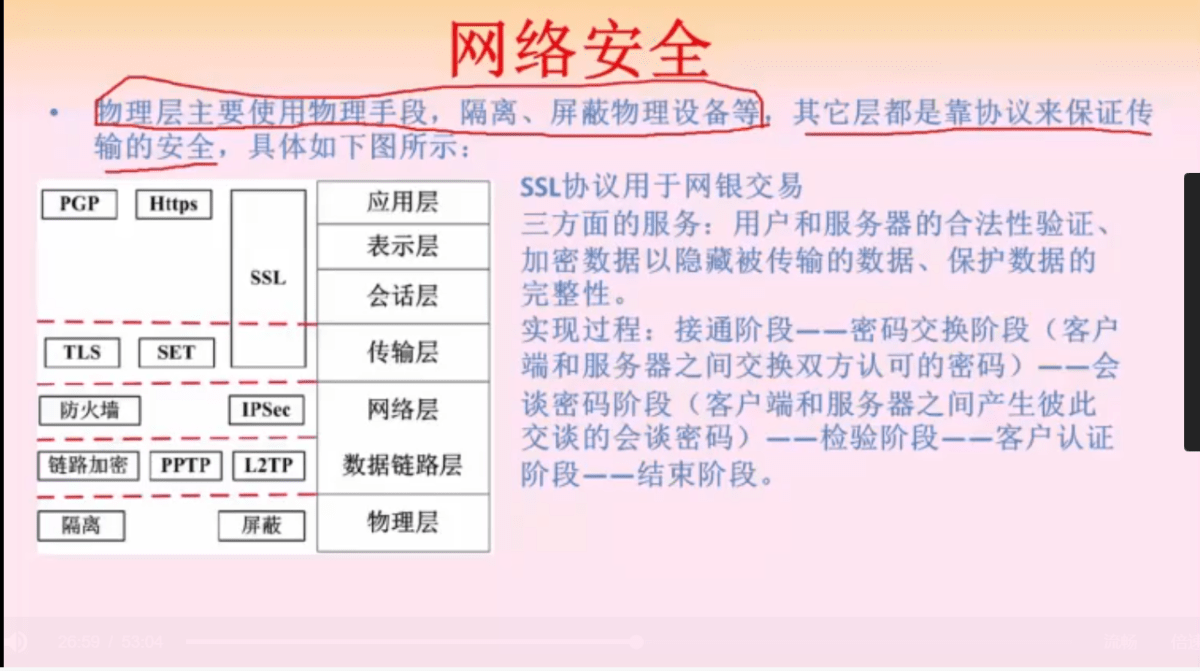 网络安全
• 物理层主要使用物理手段，隔离、屏蔽物理设备等，其它层都是靠协议来保证传
输的安全，具体如下图所示：
PGP Https SSL 应用层
表示层
会话层
TLS SET 传输层
防火墙 IPSec 网络层
链路加密 PPTP L2TP 数据链路层
隔离 屏蔽 物理层
SSL协议用于网银交易
三方面的服务：用户和服务器的合法性验证、
加密数据以隐藏被传输的数据、保护数据的
完整性。
实现过程：接通阶段——密码交换阶段（客户
端和服务器之间交换双方认可的密码）——会
谈密码阶段（客户端和服务器之间产生彼此
交谈的会谈密码）——检验阶段——客户认证
阶段——结束阶段。
26:59 / 53:04
流畅